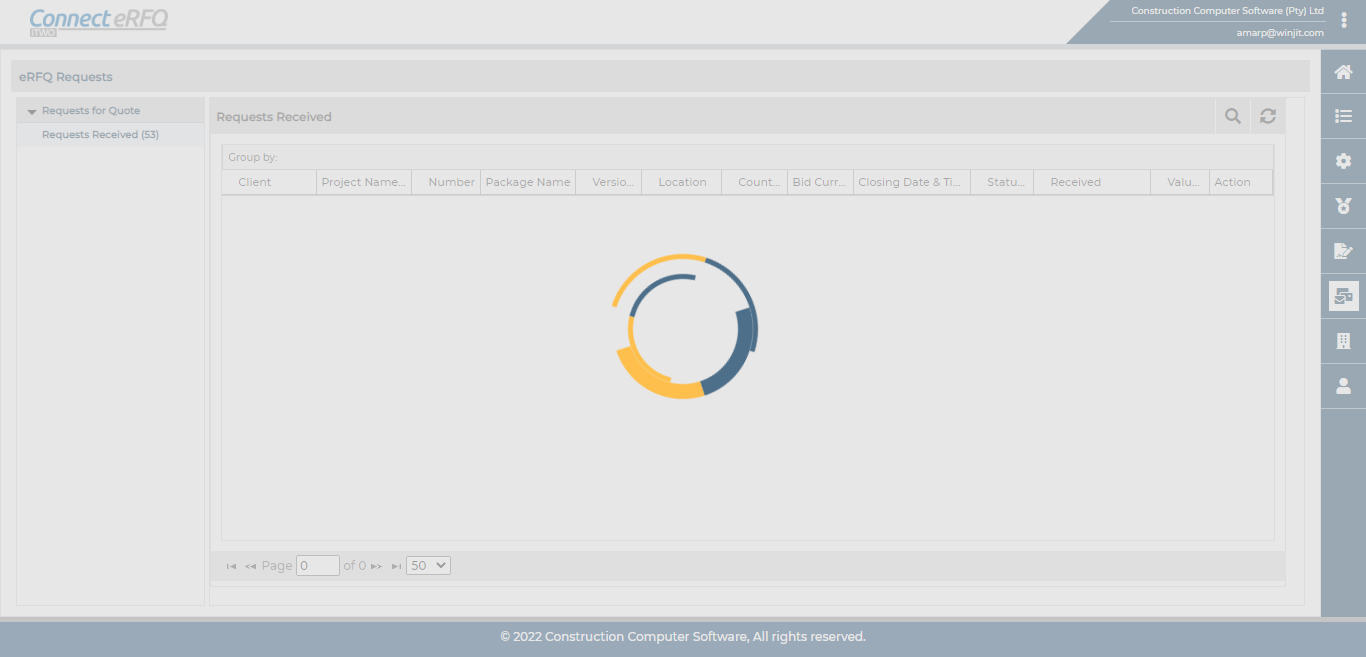 Connect eRFQ
iTWO
Construction Computer Software (Pty) Ltd
amarp@winjit.com
eRFQ Requests
Requests for Quote
Requests Received (53)
Requests Received
Group by:
Client Project Name... Number Package Name Versio... Location Count... Bid Curr... Closing Date & Ti... Statu... Received Valu... Action
Page 0 of 0 50
© 2022 Construction Computer Software, All rights reserved.